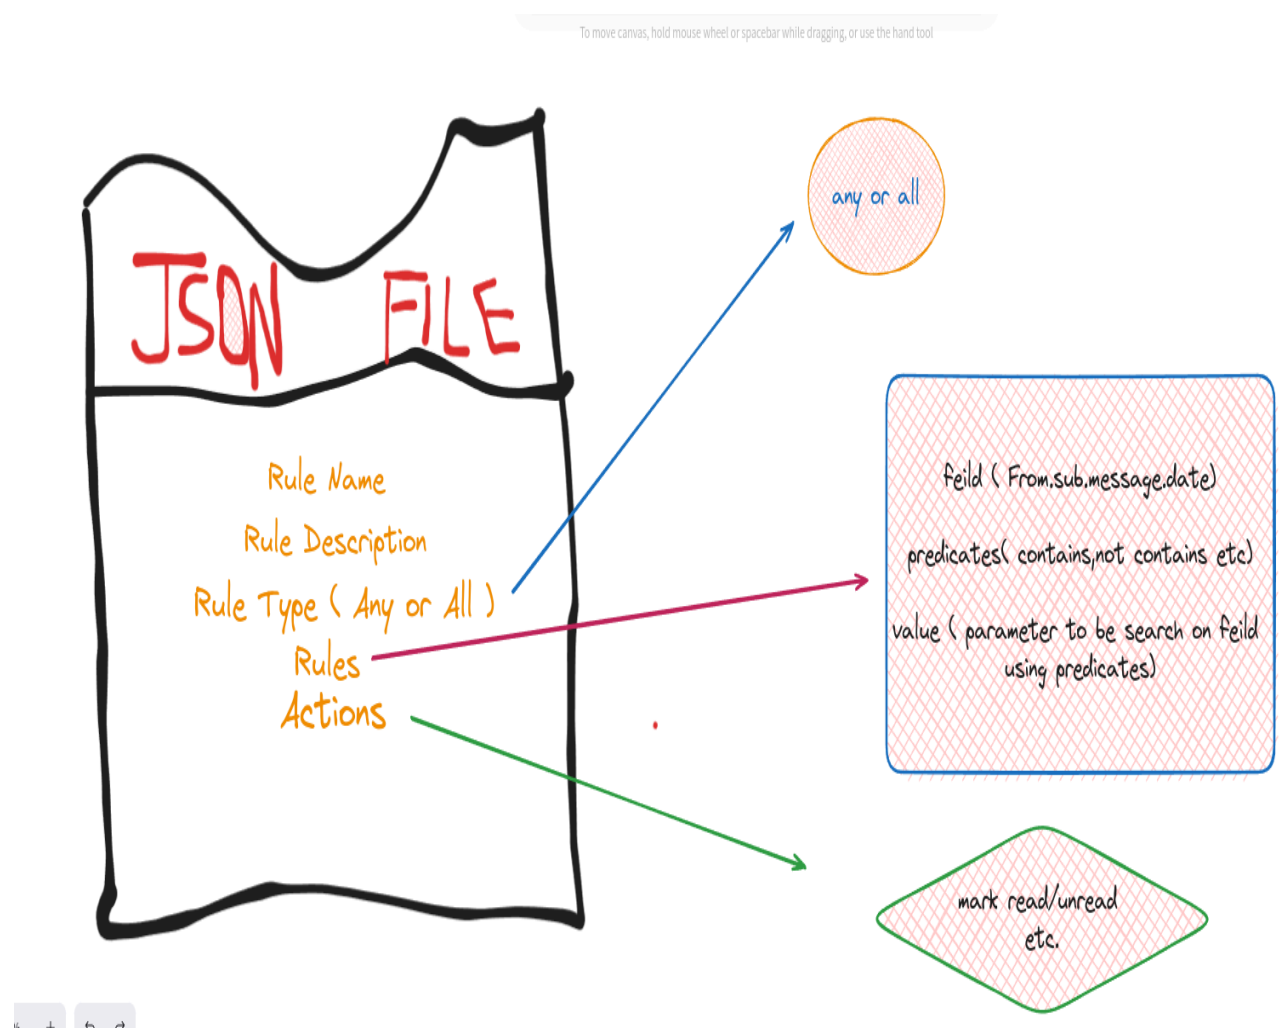 To move canvas, hold mouse wheel or spacebar while dragging, or use the hand tool
any or all
JSON FILE
Rule Name
Rule Description
Rule Type ( Any or All )
Rules
Actions
feild ( From.sub.message.date)
predicates( contains,not contains etc)
value ( parameter to be search on feild
using predicates)
mark read/unread
etc.